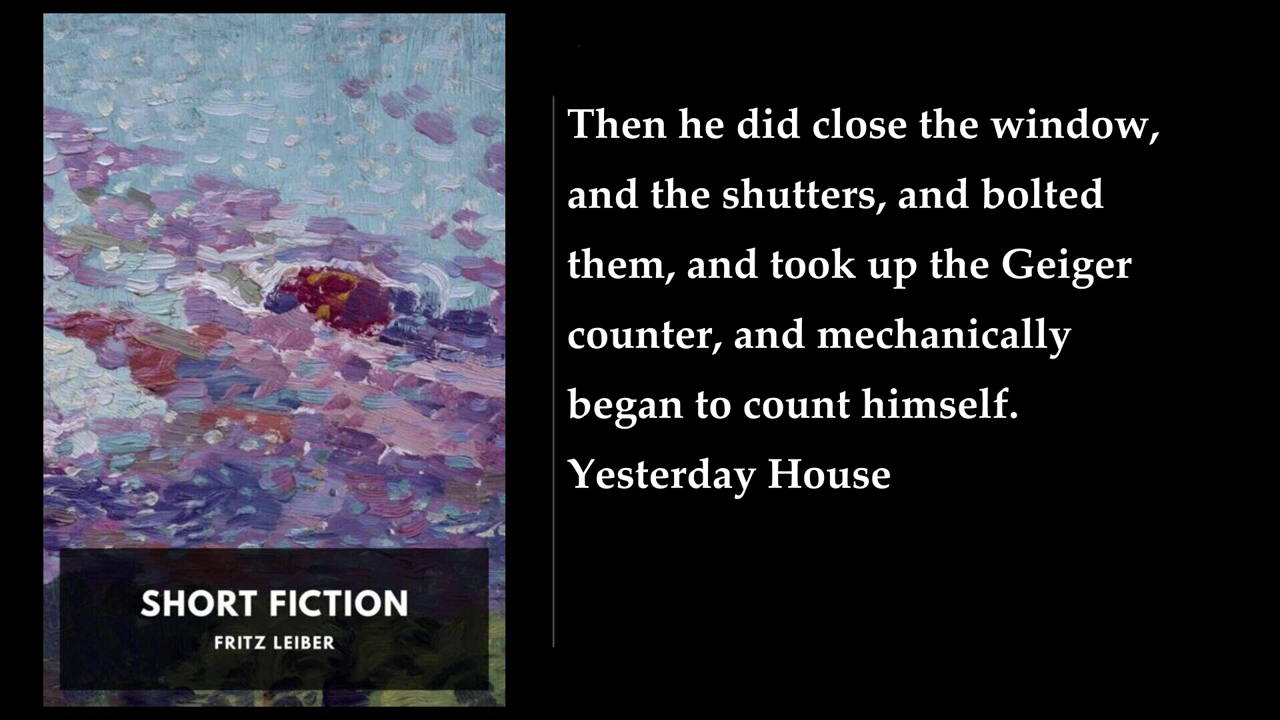 SHORT FICTION
FRITZ LEIBER
Then he did close the window,
and the shutters, and bolted
them, and took up the Geiger
counter, and mechanically
began to count himself.
Yesterday House